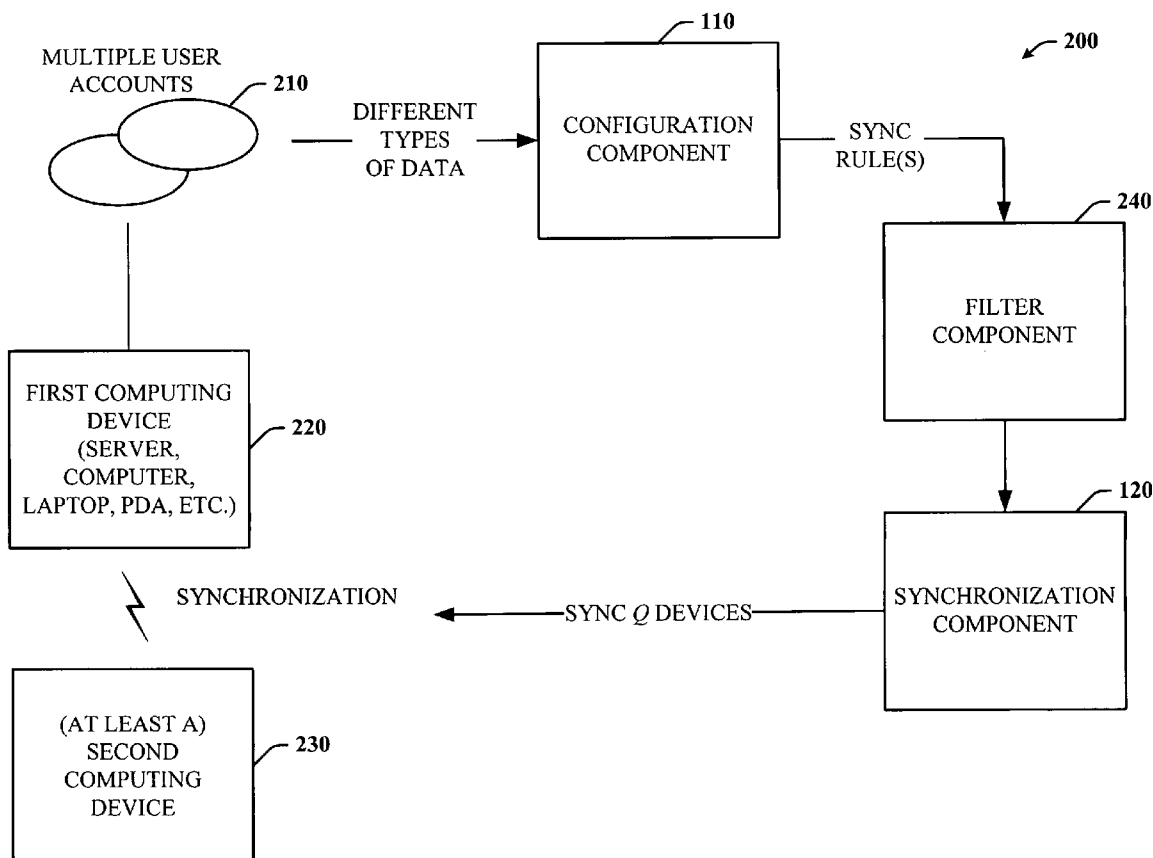 110
200
MULTIPLE USER
ACCOUNTS
210
DIFFERENT
TYPES
OF DATA
CONFIGURATION
COMPONENT
SYNC
RULE(S)
240
FILTER
COMPONENT
FIRST COMPUTING
DEVICE
(SERVER,
COMPUTER,
LAPTOP, PDA, ETC.)
220
120
SYNCHRONIZATION
SYNC Q DEVICES
SYNCHRONIZATION
COMPONENT
(AT LEAST A)
SECOND
COMPUTING
DEVICE
230